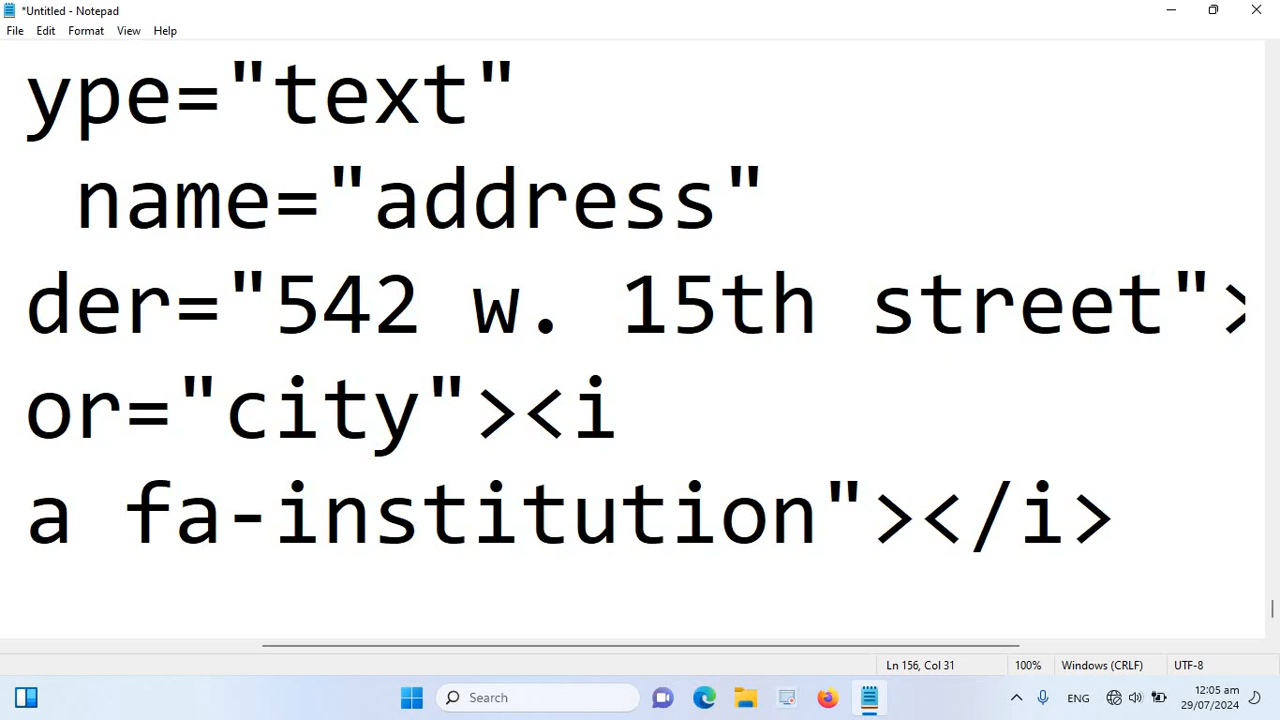 *Untitled - Notepad
File Edit Format View Help
ype="text"
name="address"
der="542 w. 15th street">
or="city"><i
a fa-institution"></i>
Ln 156, Col 31 100% Windows (CRLF) UTF-8
Search ENG 12:05 am
29/07/2024